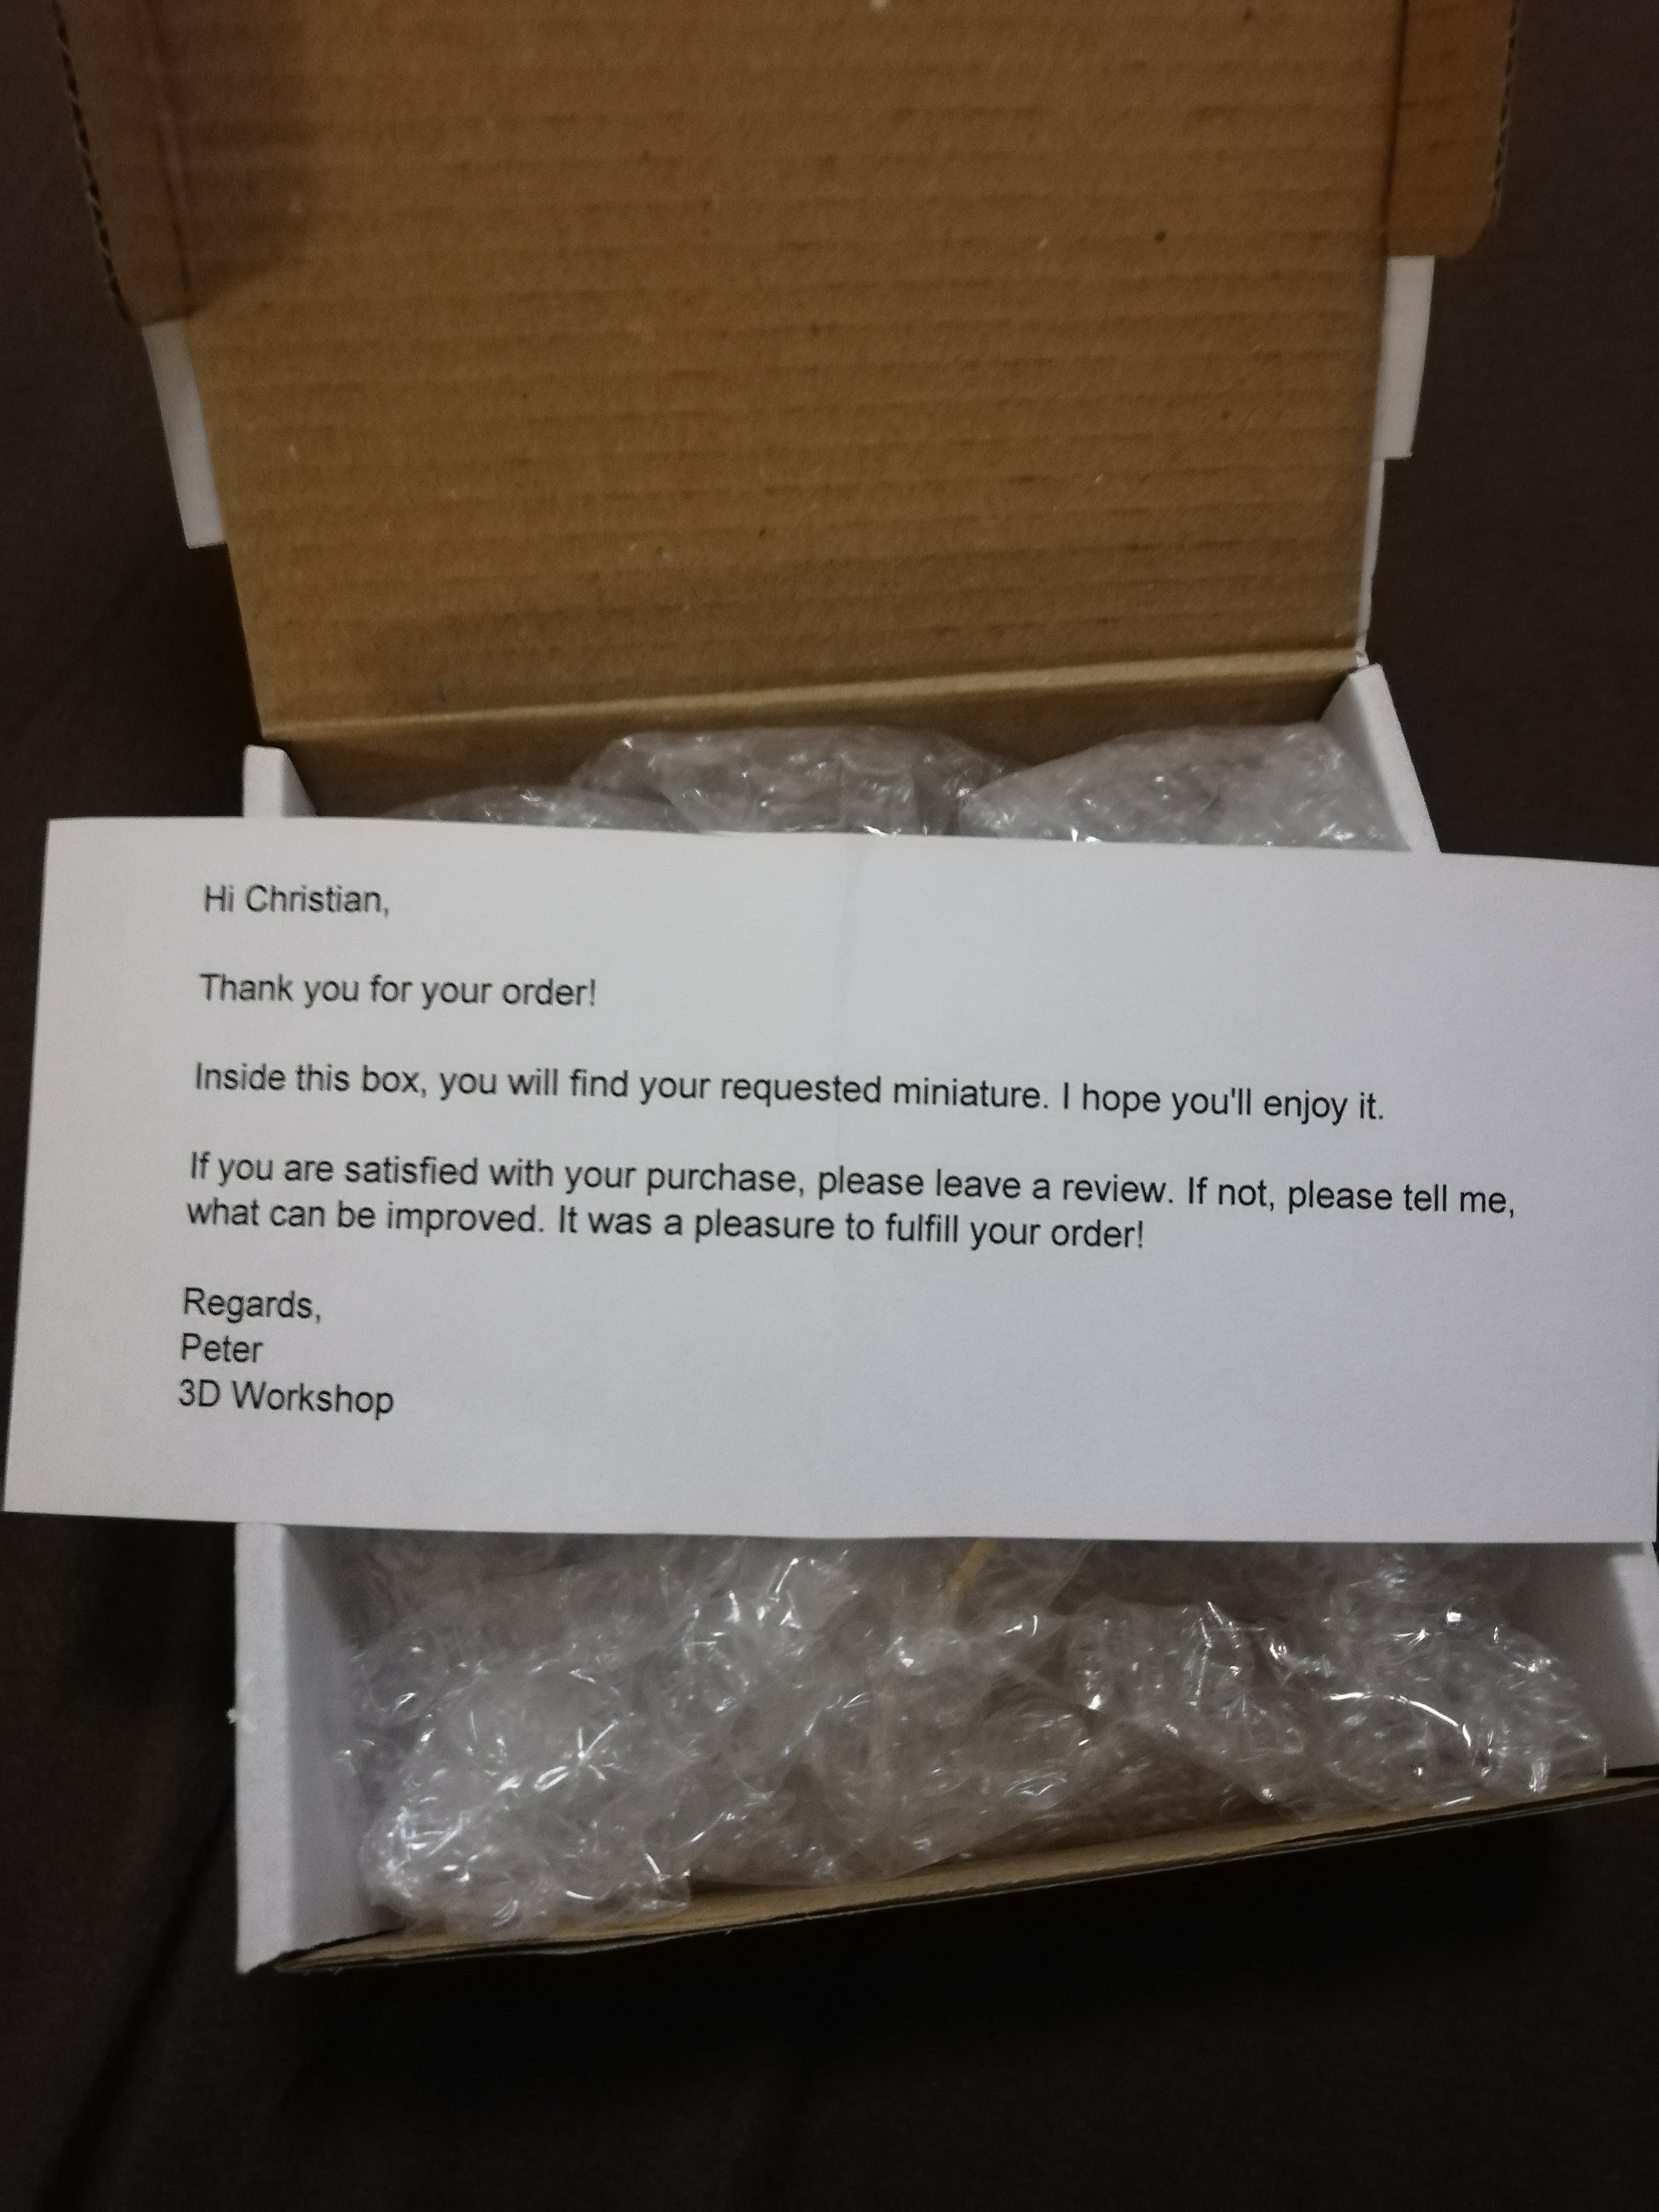 Hi Christian,
Thank you for your order!
Inside this box, you will find your requested miniature. I hope you'll enjoy it.
If you are satisfied with your purchase, please leave a review. If not, please tell me,
what can be improved. It was a pleasure to fulfill your order!
Regards,
Peter
3D Workshop